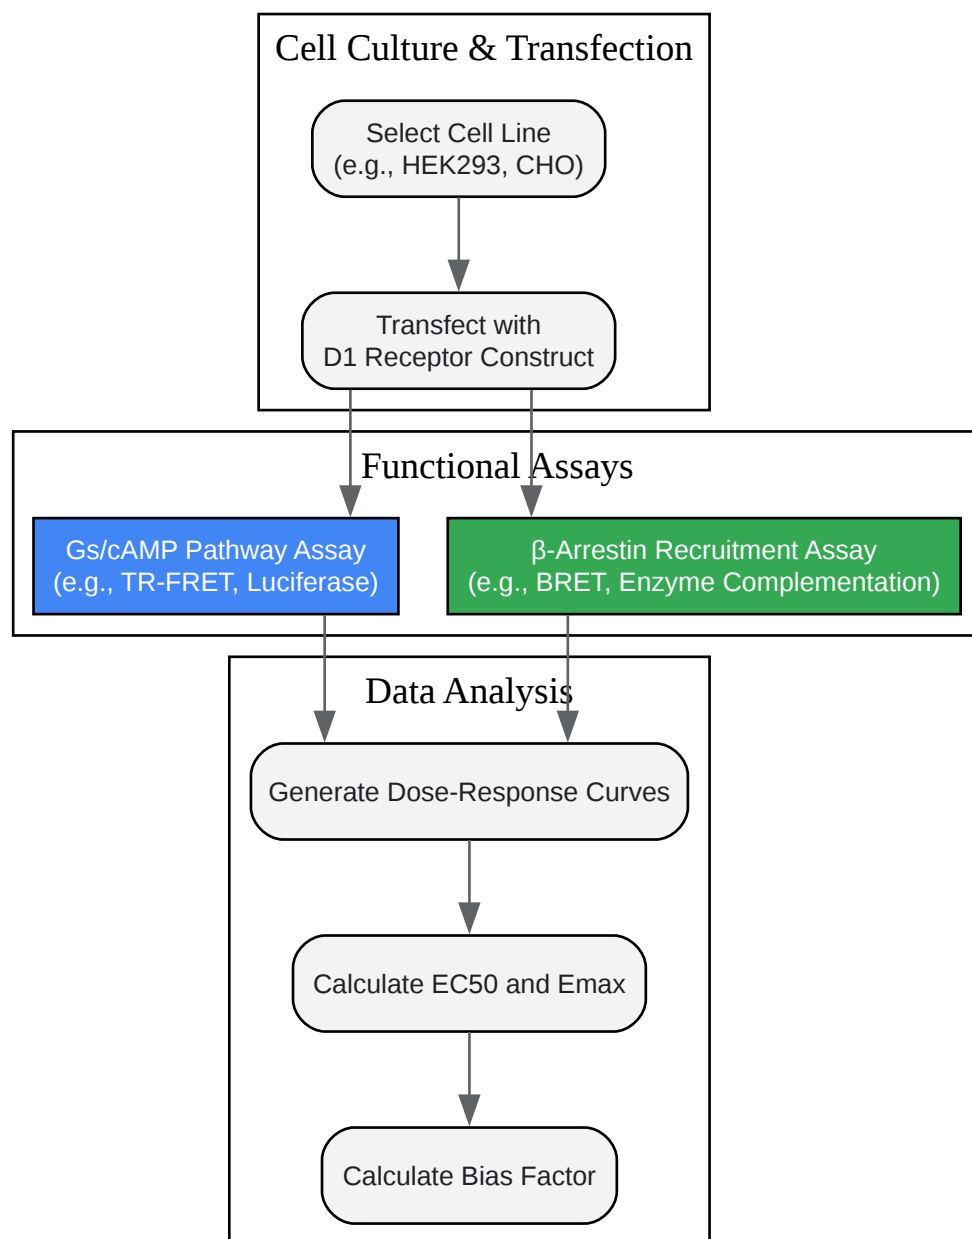 Cell Culture & Transfection
Select Cell Line
(e.g., HEK293, CHO)
Transfect with
D1 Receptor Construct
Functional Assays
Gs/cAMP Pathway Assay
(e.g., TR-FRET, Luciferase)
β-Arrestin Recruitment Assay
(e.g., BRET, Enzyme Complementation)
Data Analysis
Generate Dose-Response Curves
Calculate EC50 and Emax
Calculate Bias Factor